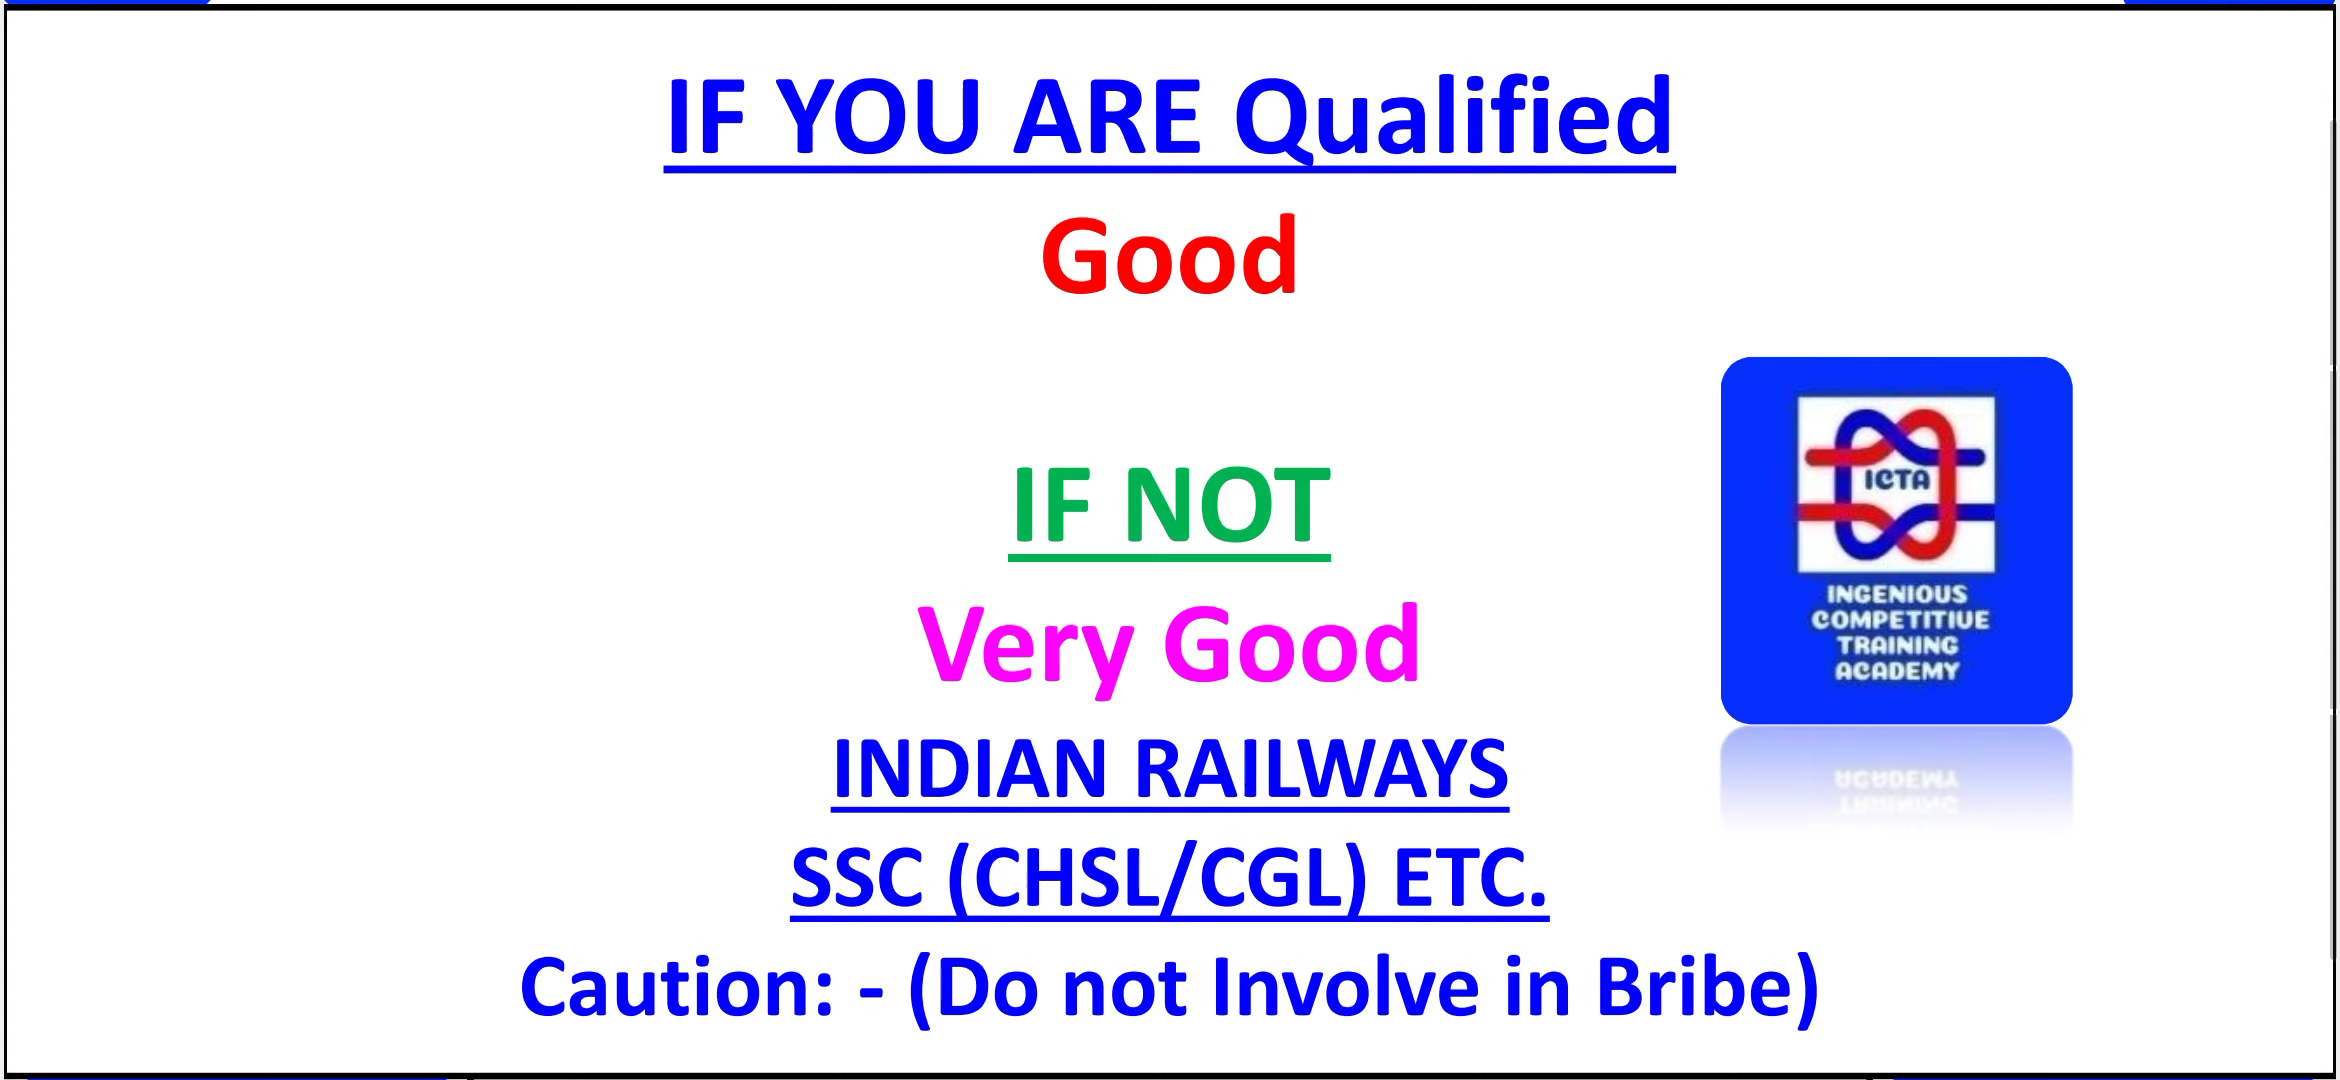 IF YOU ARE Qualified
Good
IF NOT
Very Good
INDIAN RAILWAYS
SSC (CHSL/CGL) ETC.
Caution: - (Do not Involve in Bribe)
ICTA
INGENIOUS
COMPETITIVE
TRAINING
ACADEMY